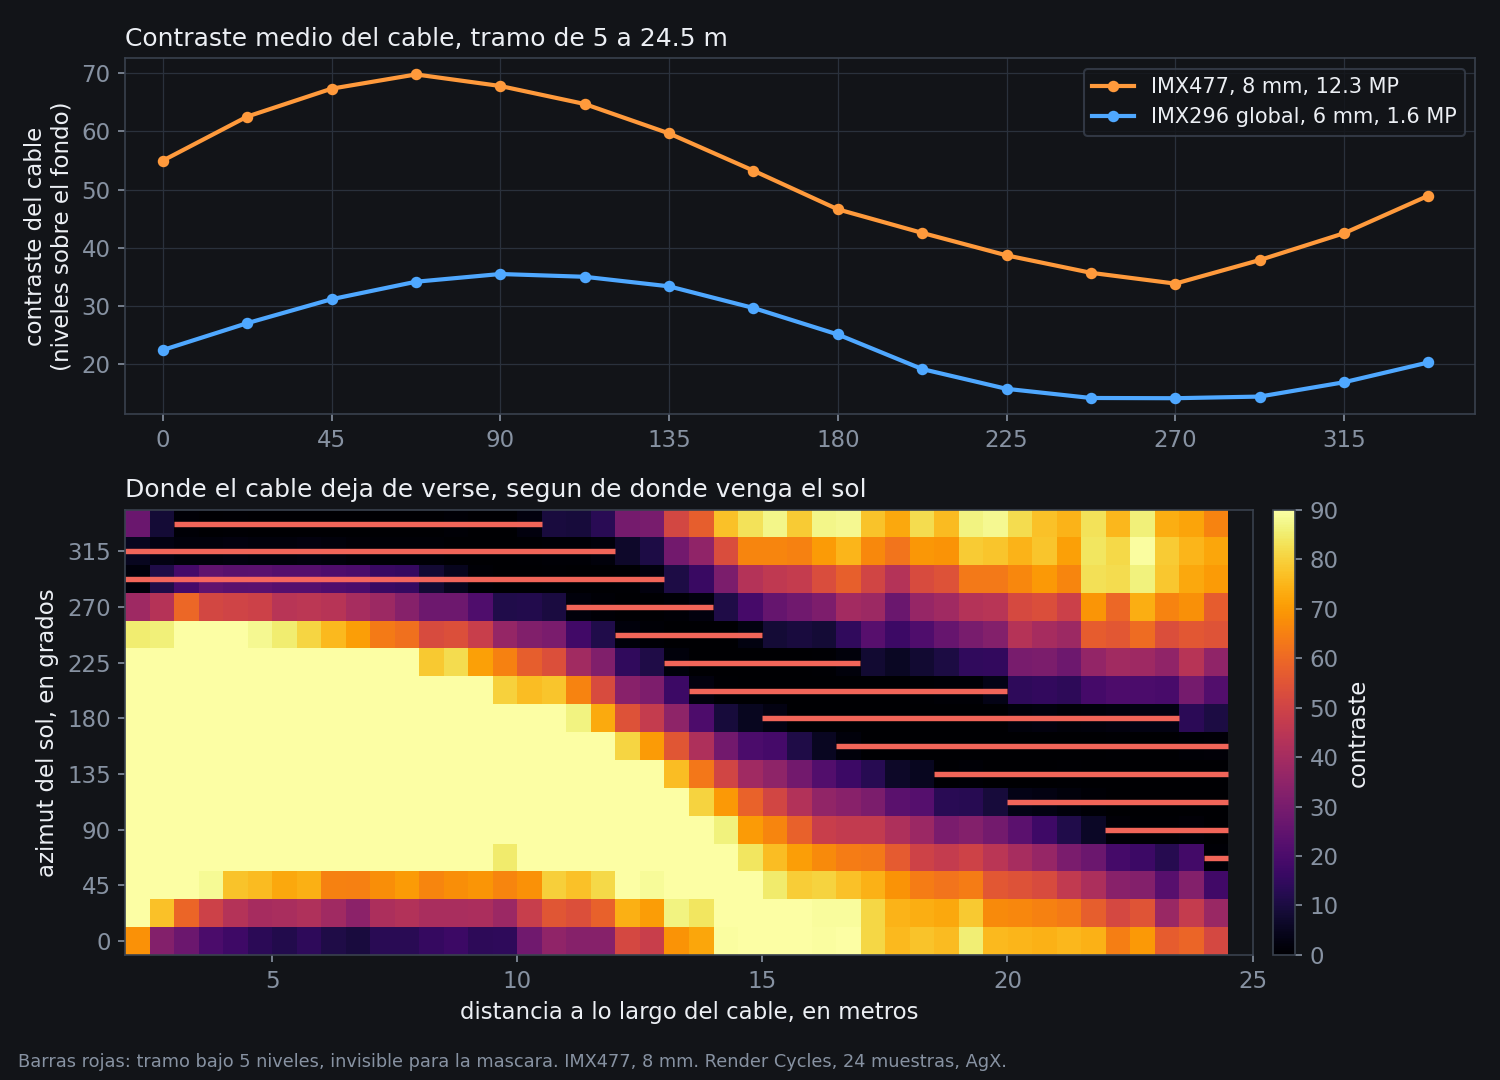 Contraste medio del cable, tramo de 5 a 24.5 m
contraste del cable
(niveles sobre el fondo)
70
60
50
40
30
20
IMX477, 8 mm, 12.3 MP
IMX296 global, 6 mm, 1.6 MP
0 45 90 135 180 225 270 315
Donde el cable deja de verse, segun de donde venga el sol
azimut del sol, en grados
315
270
225
180
135
90
45
0
5 10 15 20 25
distancia a lo largo del cable, en metros
90
80
70
60
50
40
30
20
10
0
contraste
Barras rojas: tramo bajo 5 niveles, invisible para la mascara. IMX477, 8 mm. Render Cycles, 24 muestras, AgX.